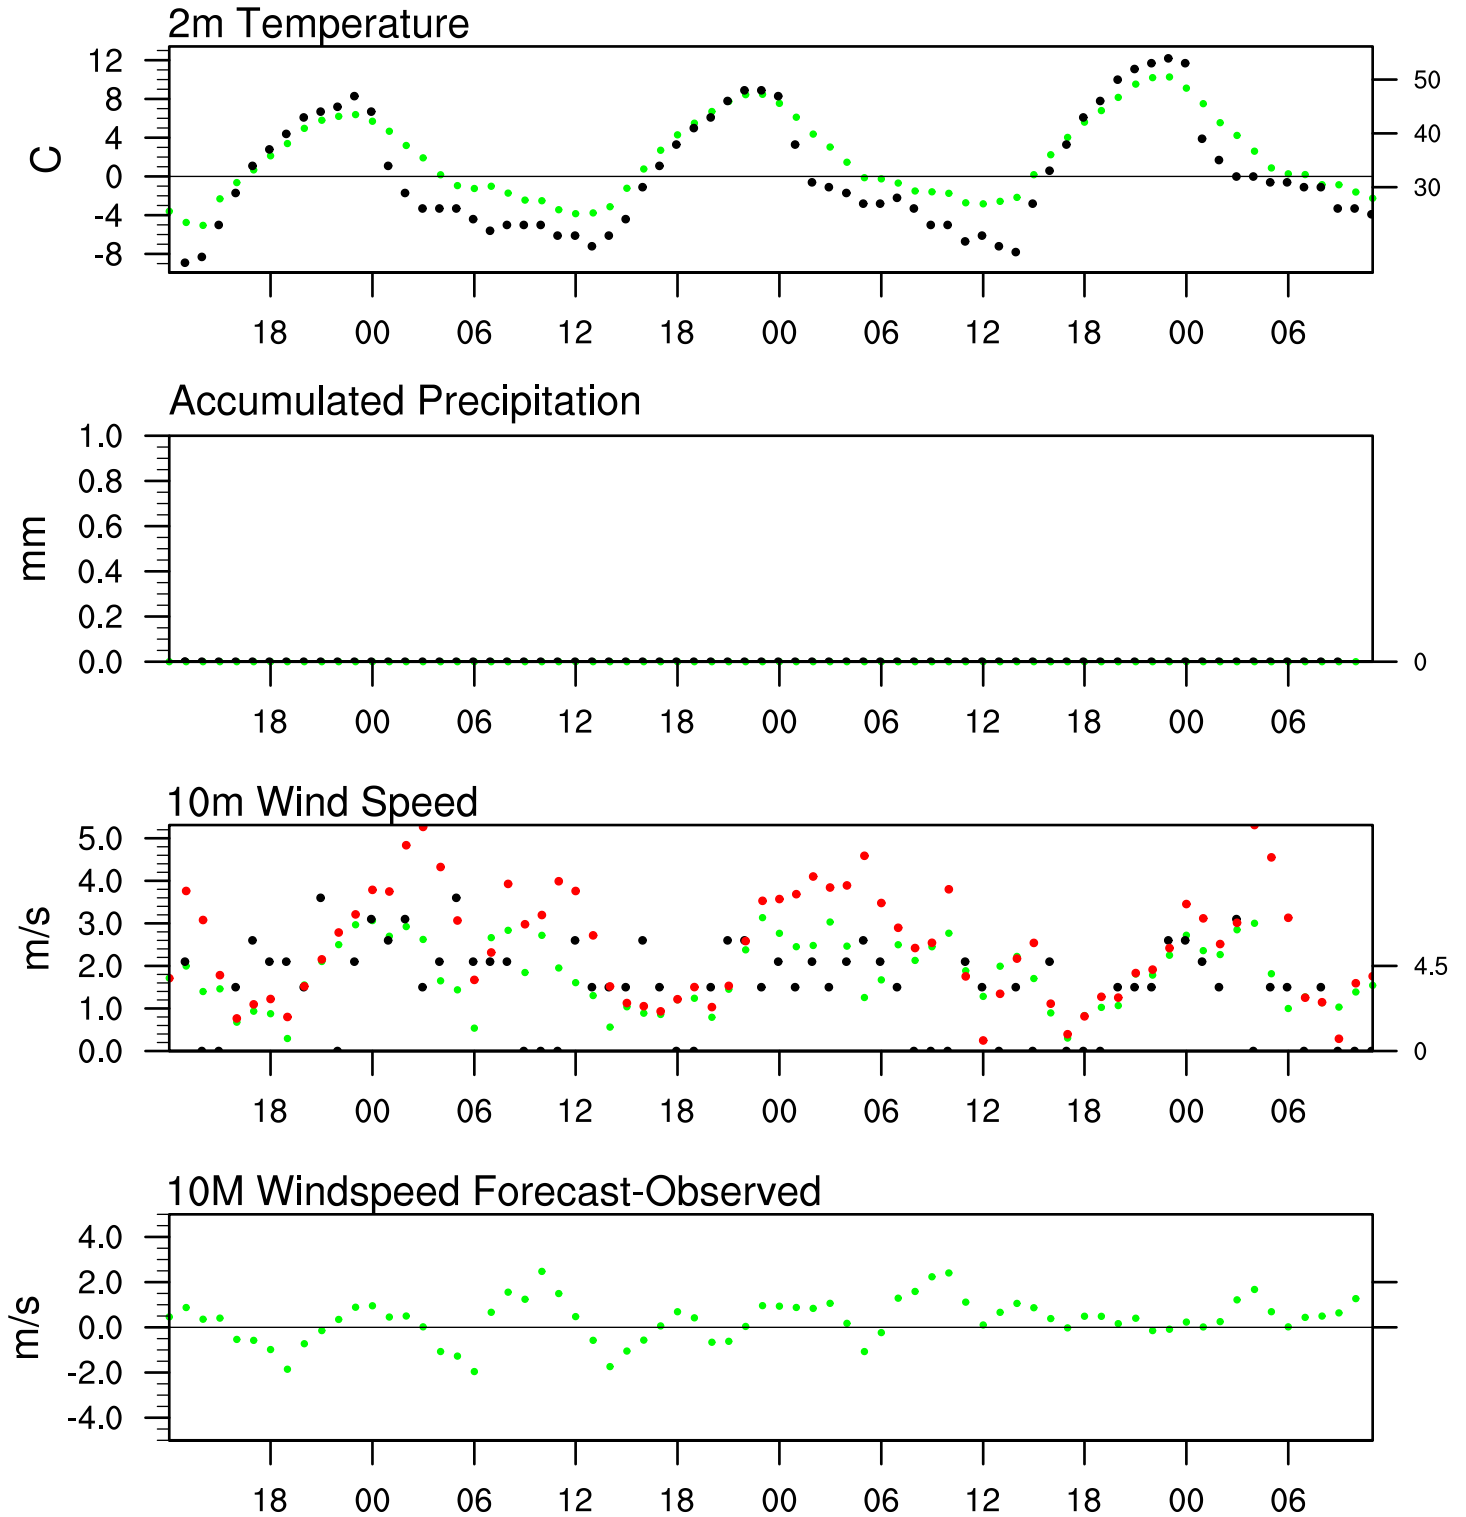 2m Temperature
12
8
4
0
-4
-8
C
50
40
30
18 00 06 12 18 00 06 12 18 00 06
Accumulated Precipitation
1.0
0.8
0.6
0.4
0.2
0.0
mm
0
18 00 06 12 18 00 06 12 18 00 06
10m Wind Speed
5.0
4.0
3.0
2.0
1.0
0.0
m/s
4.5
0
18 00 06 12 18 00 06 12 18 00 06
10M Windspeed Forecast-Observed
4.0
2.0
0.0
-2.0
-4.0
m/s
18 00 06 12 18 00 06 12 18 00 06